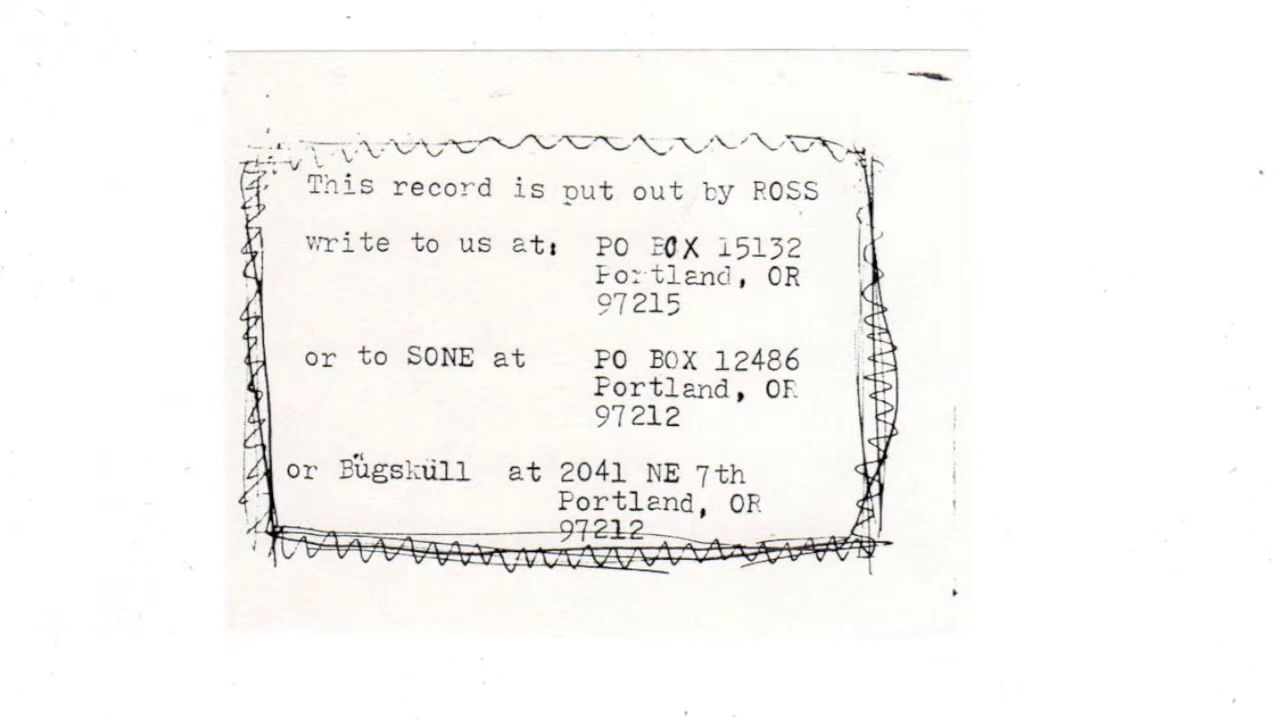 This record is put out by ROSS
write to us at: PO BOX 15132
Portland, OR
97215
or to SONE at PO BOX 12486
Portland, OR
97212
or Bügsküll at 2041 NE 7th
Portland, OR
97212